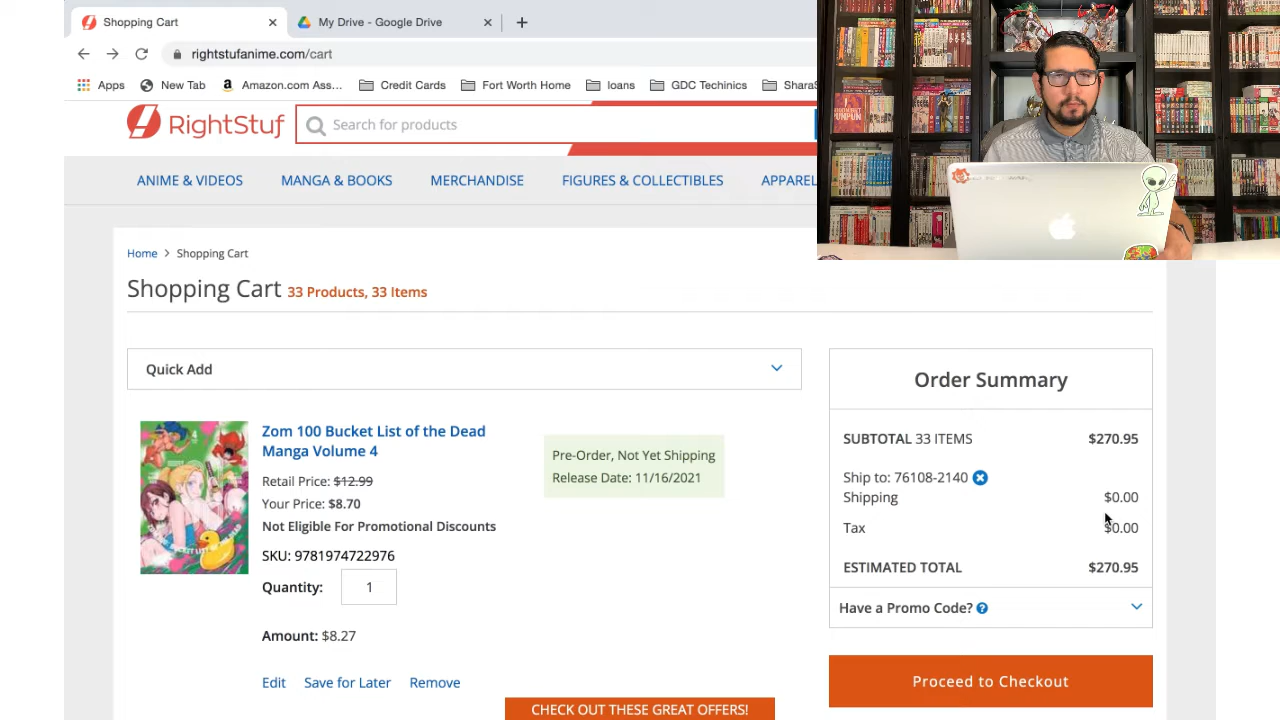 Shopping Cart
My Drive - Google Drive
rightstufanime.com/cart
Apps
New Tab
Amazon.com Ass...
Credit Cards
Fort Worth Home
loans
GDC Techinics
Shara
RightStuf
Search for products
ANIME & VIDEOS
MANGA & BOOKS
MERCHANDISE
FIGURES & COLLECTIBLES
APPAREL
Home > Shopping Cart
Shopping Cart 33 Products, 33 Items
Quick Add
Zom 100 Bucket List of the Dead
Manga Volume 4
Retail Price: $12.99
Your Price: $8.70
Not Eligible For Promotional Discounts
SKU: 9781974722976
Quantity: 1
Amount: $8.27
Edit
Save for Later
Remove
Pre-Order, Not Yet Shipping
Release Date: 11/16/2021
CHECK OUT THESE GREAT OFFERS!
Order Summary
SUBTOTAL 33 ITEMS $270.95
Ship to: 76108-2140
Shipping $0.00
Tax $0.00
ESTIMATED TOTAL $270.95
Have a Promo Code?
Proceed to Checkout